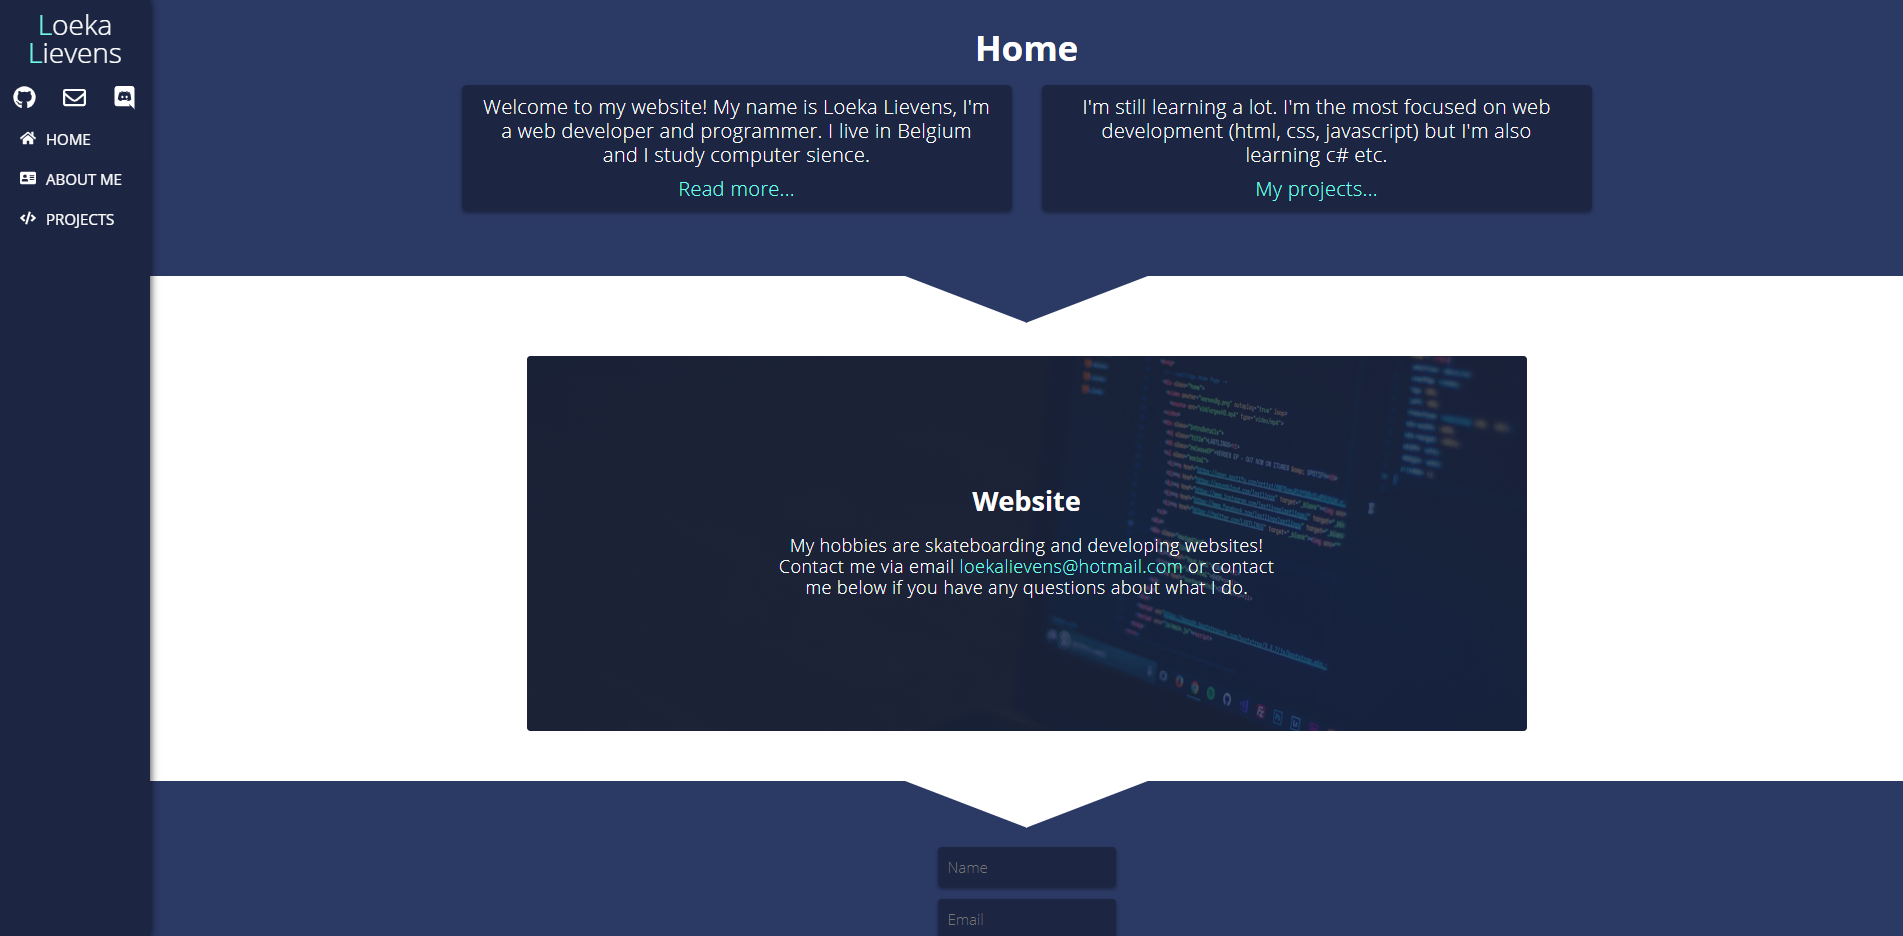 Loeka
Lievens
HOME
ABOUT ME
PROJECTS
Home
Welcome to my website! My name is Loeka Lievens, I'm
a web developer and programmer. I live in Belgium
and I study computer sience.
Read more...
I'm still learning a lot. I'm the most focused on web
development (html, css, javascript) but I'm also
learning c# etc.
My projects...
Website
My hobbies are skateboarding and developing websites!
Contact me via email loekalievens@hotmail.com or contact
me below if you have any questions about what I do.
Name
Email